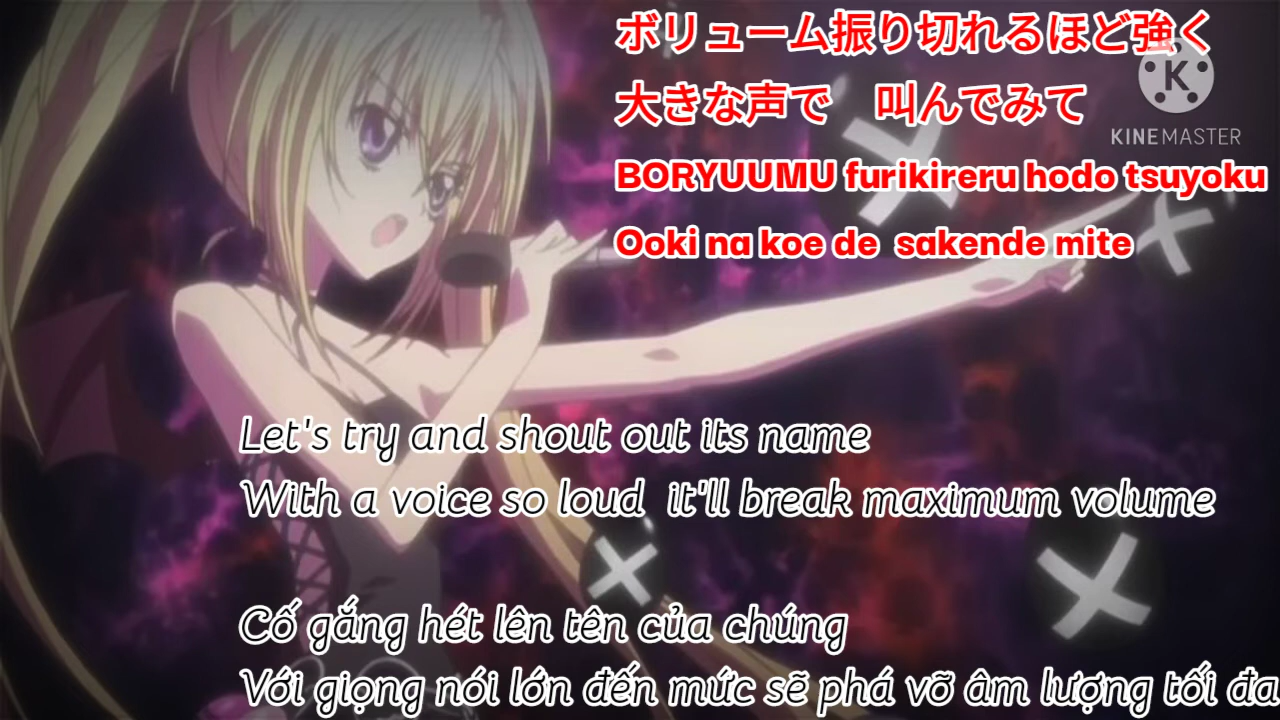 ボリューム振り切れるほど強く
大きな声で 叫んでみて
KINEMASTER
BORYUUMU furikireru hodo tsuyoku
Ooki na koe de sakende mite
Let's try and shout out its name
With a voice so loud it'll break maximum volume
Cố gắng hét lên tên của chúng
Với giọng nói lớn đến mức sẽ phá vỡ âm lượng tối đa